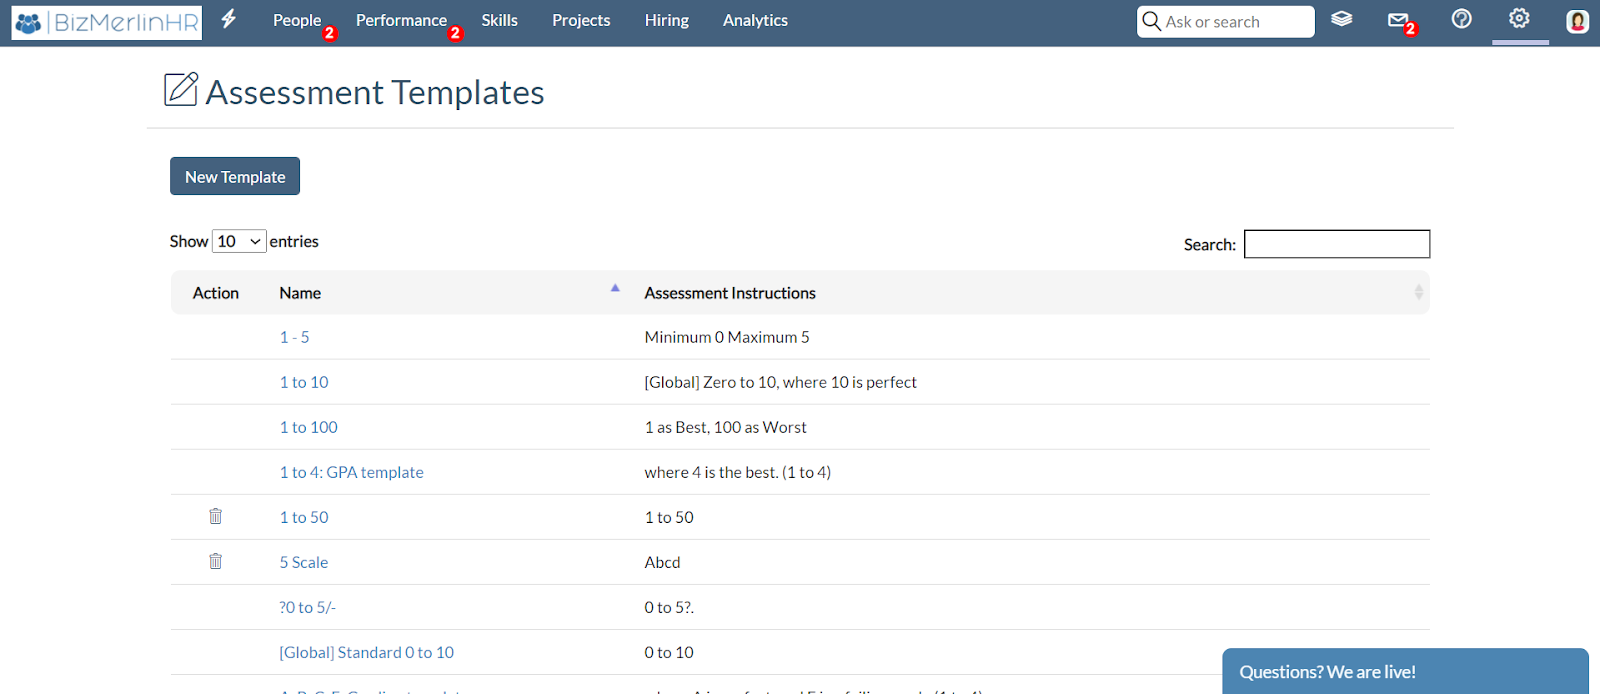 BizMerlinHR People 2 Performance 2 Skills Projects Hiring Analytics Ask or search 2
Assessment Templates
New Template
Show 10 entries Search:
Action Name Assessment Instructions
1 - 5 Minimum 0 Maximum 5
1 to 10 [Global] Zero to 10, where 10 is perfect
1 to 100 1 as Best, 100 as Worst
1 to 4: GPA template where 4 is the best. (1 to 4)
1 to 50 1 to 50
5 Scale Abcd
?0 to 5/- 0 to 5?.
[Global] Standard 0 to 10 0 to 10
Questions? We are live!